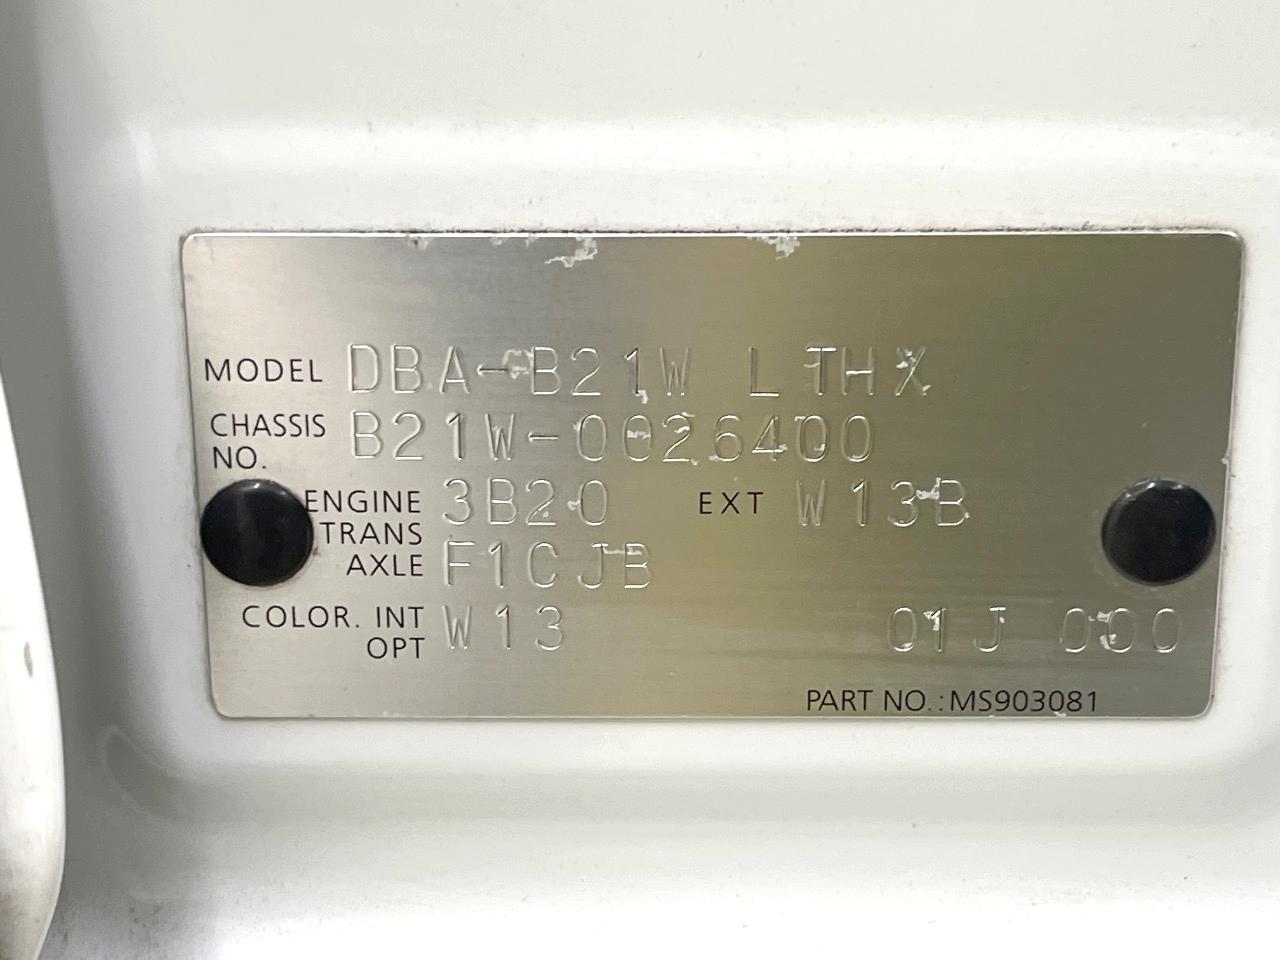 MODEL DBA-B21W LTHX
CHASSIS NO. B21W-0026400
ENGINE 3B20 EXT W13B
TRANS AXLE F1CJB
COLOR. INT OPT W13 01J 000
PART NO.:MS903081